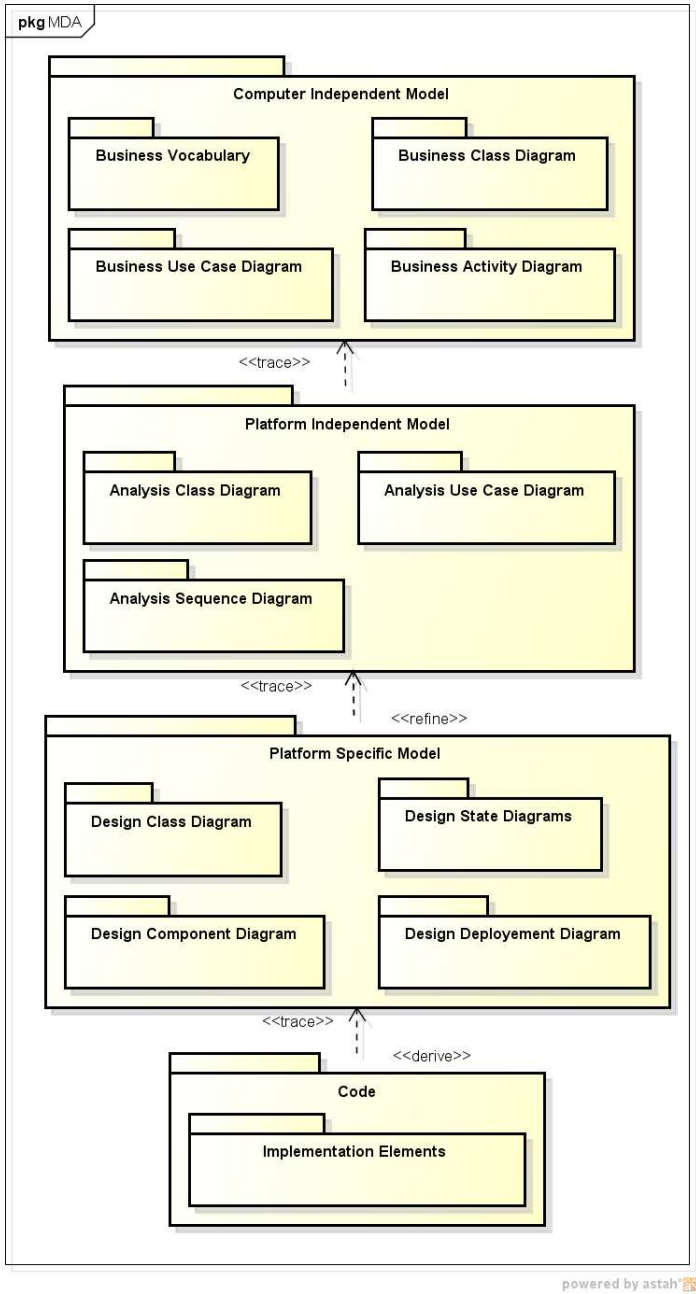 pkg MDA
Computer Independent Model
Business Vocabulary
Business Class Diagram
Business Use Case Diagram
Business Activity Diagram
<<trace>>
Platform Independent Model
Analysis Class Diagram
Analysis Use Case Diagram
Analysis Sequence Diagram
<<trace>>
<<refine>>
Platform Specific Model
Design Class Diagram
Design State Diagrams
Design Component Diagram
Design Deployement Diagram
<<trace>>
<<derive>>
Code
Implementation Elements
powered by astah*